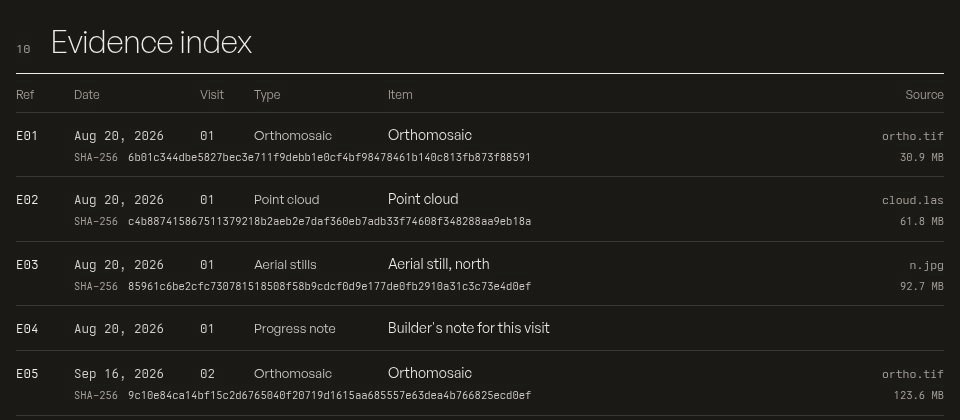 10 Evidence index
Ref Date Visit Type Item Source
E01 Aug 20, 2026 01 Orthomosaic Orthomosaic ortho.tif
SHA-256 6b01c344dbe5827bec3e711f9debb1e0cf4bf98478461b140c813fb873f88591 30.9 MB
E02 Aug 20, 2026 01 Point cloud Point cloud cloud.las
SHA-256 c4b887415867511379218b2aeb2e7daf360eb7adb33f74608f348288aa9eb18a 61.8 MB
E03 Aug 20, 2026 01 Aerial stills Aerial still, north n.jpg
SHA-256 85961c6be2cfc730781518508f58b9cdcf0d9e177de0fb2910a31c3c73e4d0ef 92.7 MB
E04 Aug 20, 2026 01 Progress note Builder's note for this visit
E05 Sep 16, 2026 02 Orthomosaic Orthomosaic ortho.tif
SHA-256 9c10e84ca14bf15c2d6765040f20719d1615aa685557e63dea4b766825ecd0ef 123.6 MB